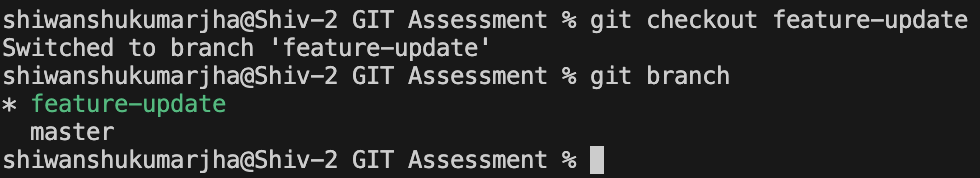 shiwanshukumarjha@Shiv-2 GIT Assessment % git checkout feature-update
Switched to branch 'feature-update'
shiwanshukumarjha@Shiv-2 GIT Assessment % git branch
* feature-update
  master
shiwanshukumarjha@Shiv-2 GIT Assessment %